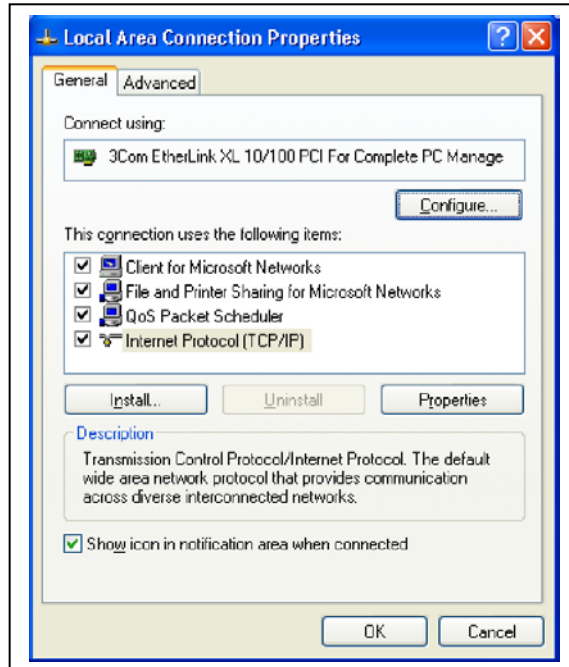 Local Area Connection Properties
General
Advanced
Connect using:
3Com EtherLink XL 10/100 PCI For Complete PC Manage
Configure...
This connection uses the following items:
Client for Microsoft Networks
File and Printer Sharing for Microsoft Networks
QoS Packet Scheduler
Internet Protocol (TCP/IP)
Install...
Uninstall
Properties
Description
Transmission Control Protocol/Internet Protocol. The default
wide area network protocol that provides communication
across diverse interconnected networks.
Show icon in notification area when connected
OK
Cancel